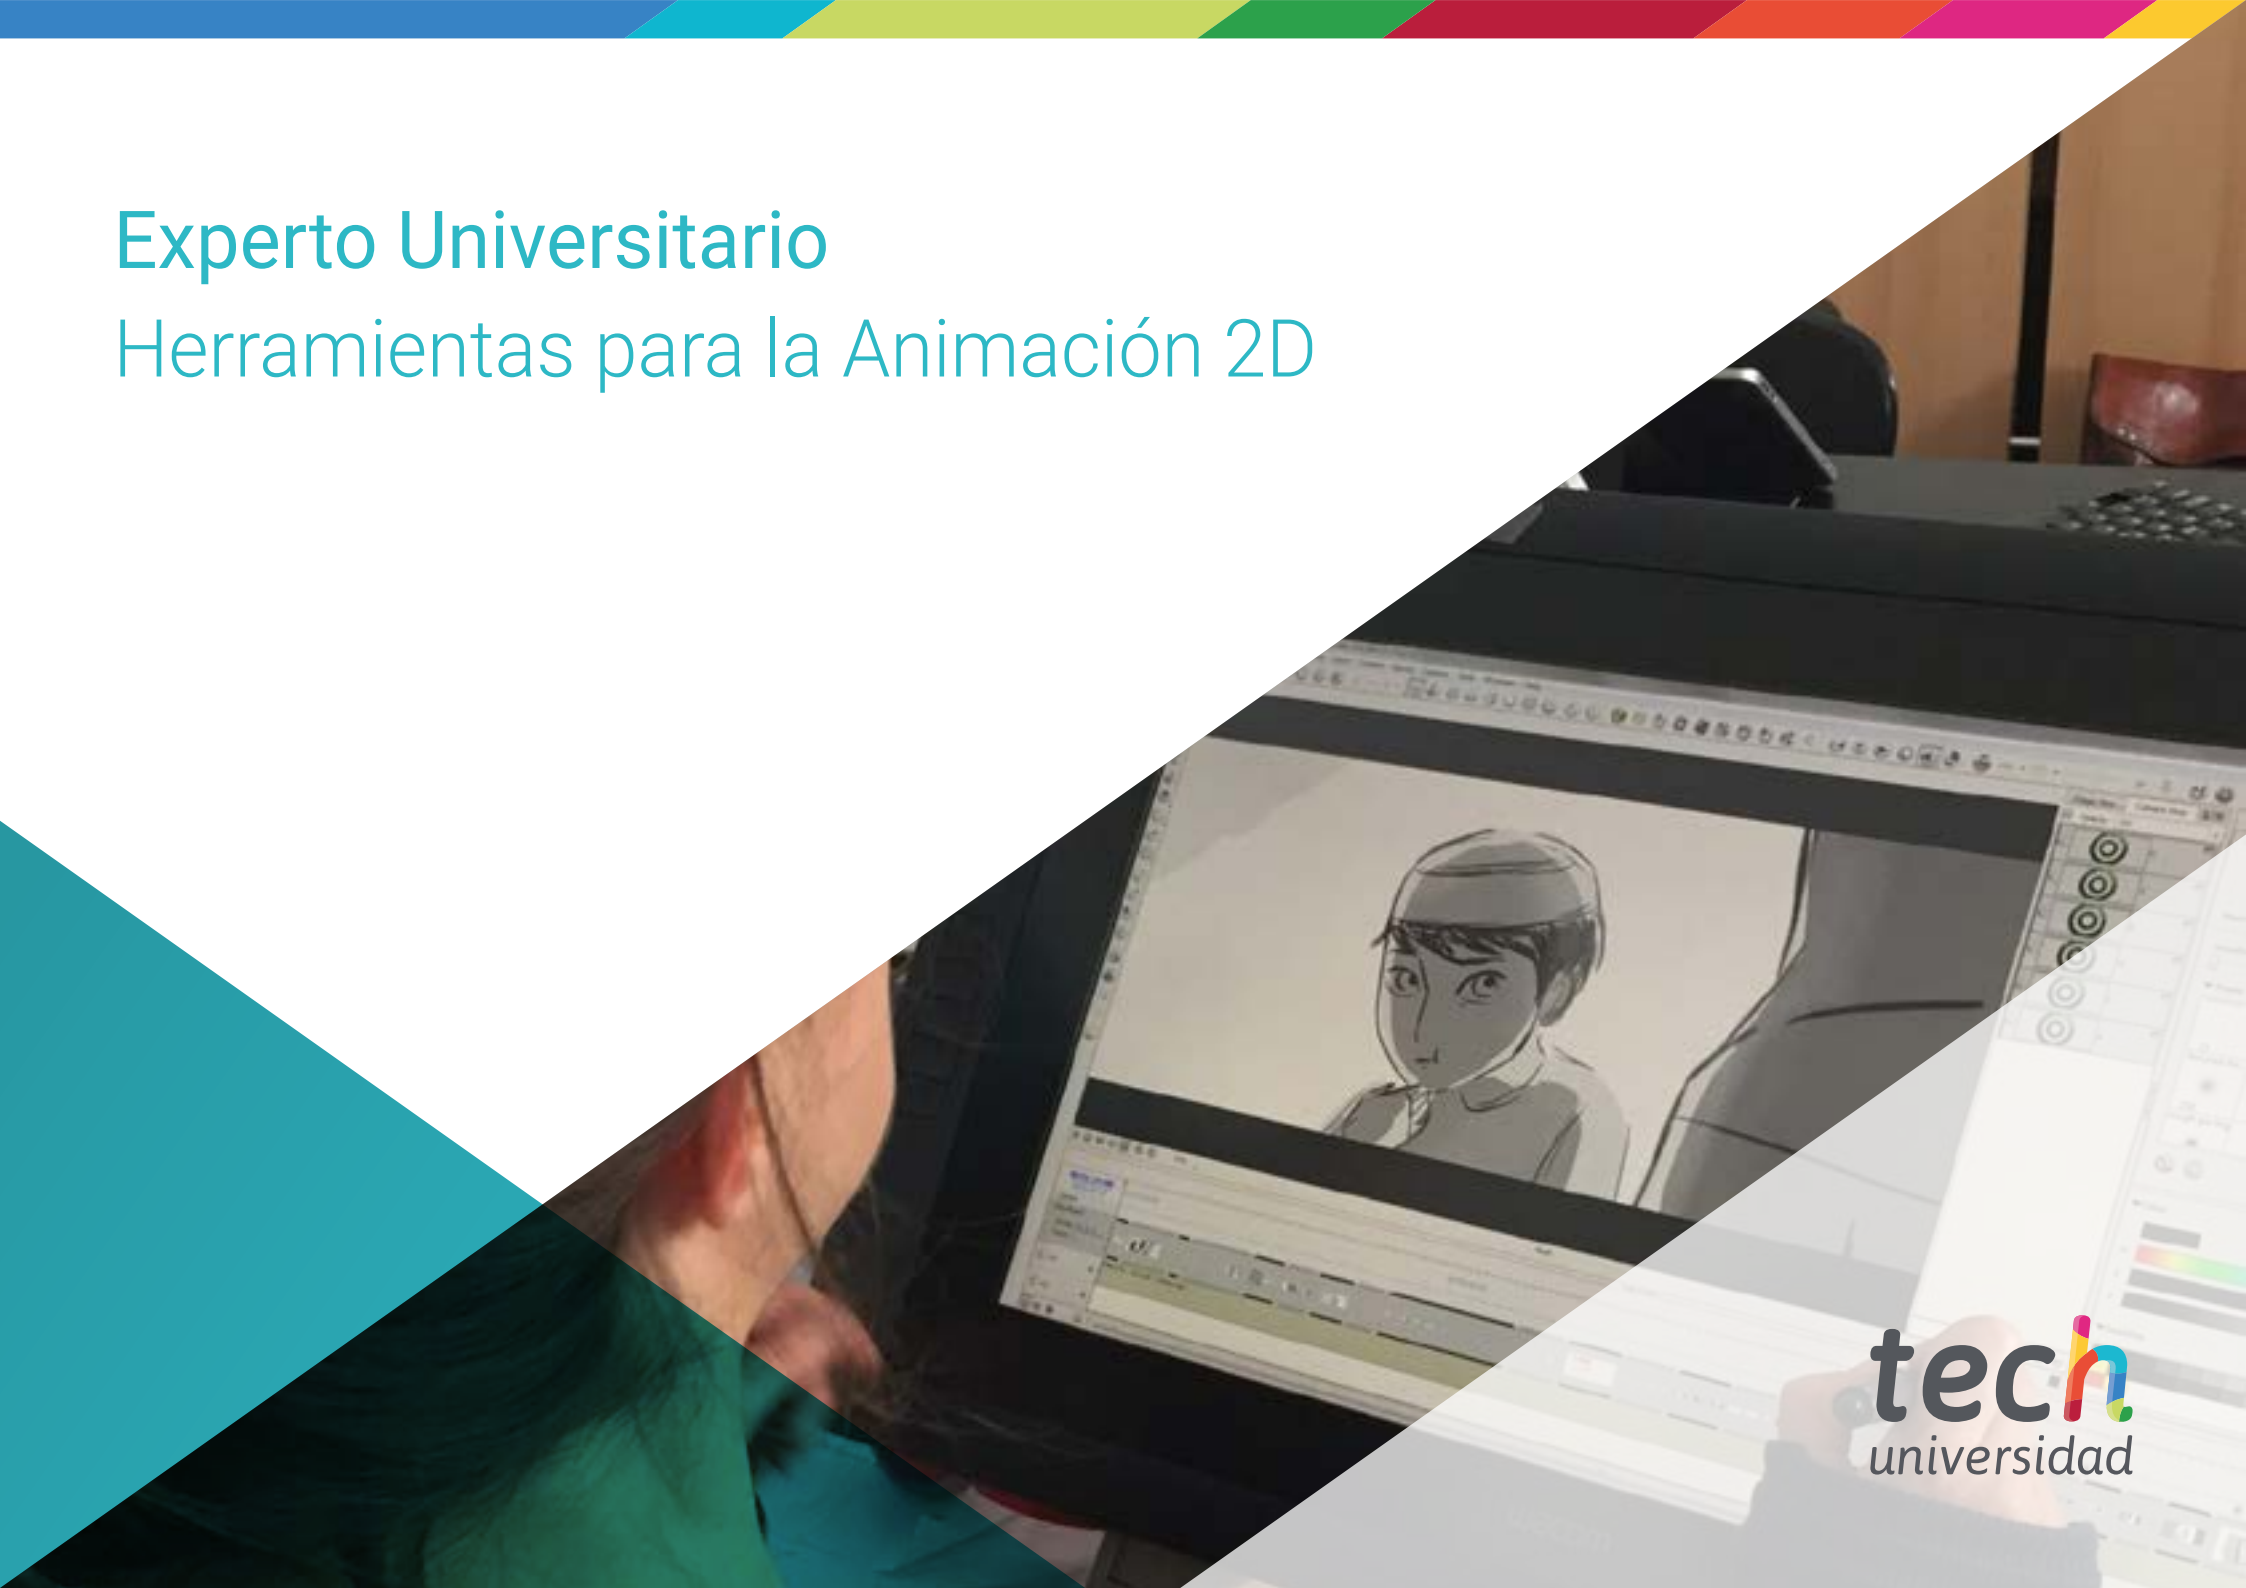 Experto Universitario
Herramientas para la Animación 2D
tech
universidad